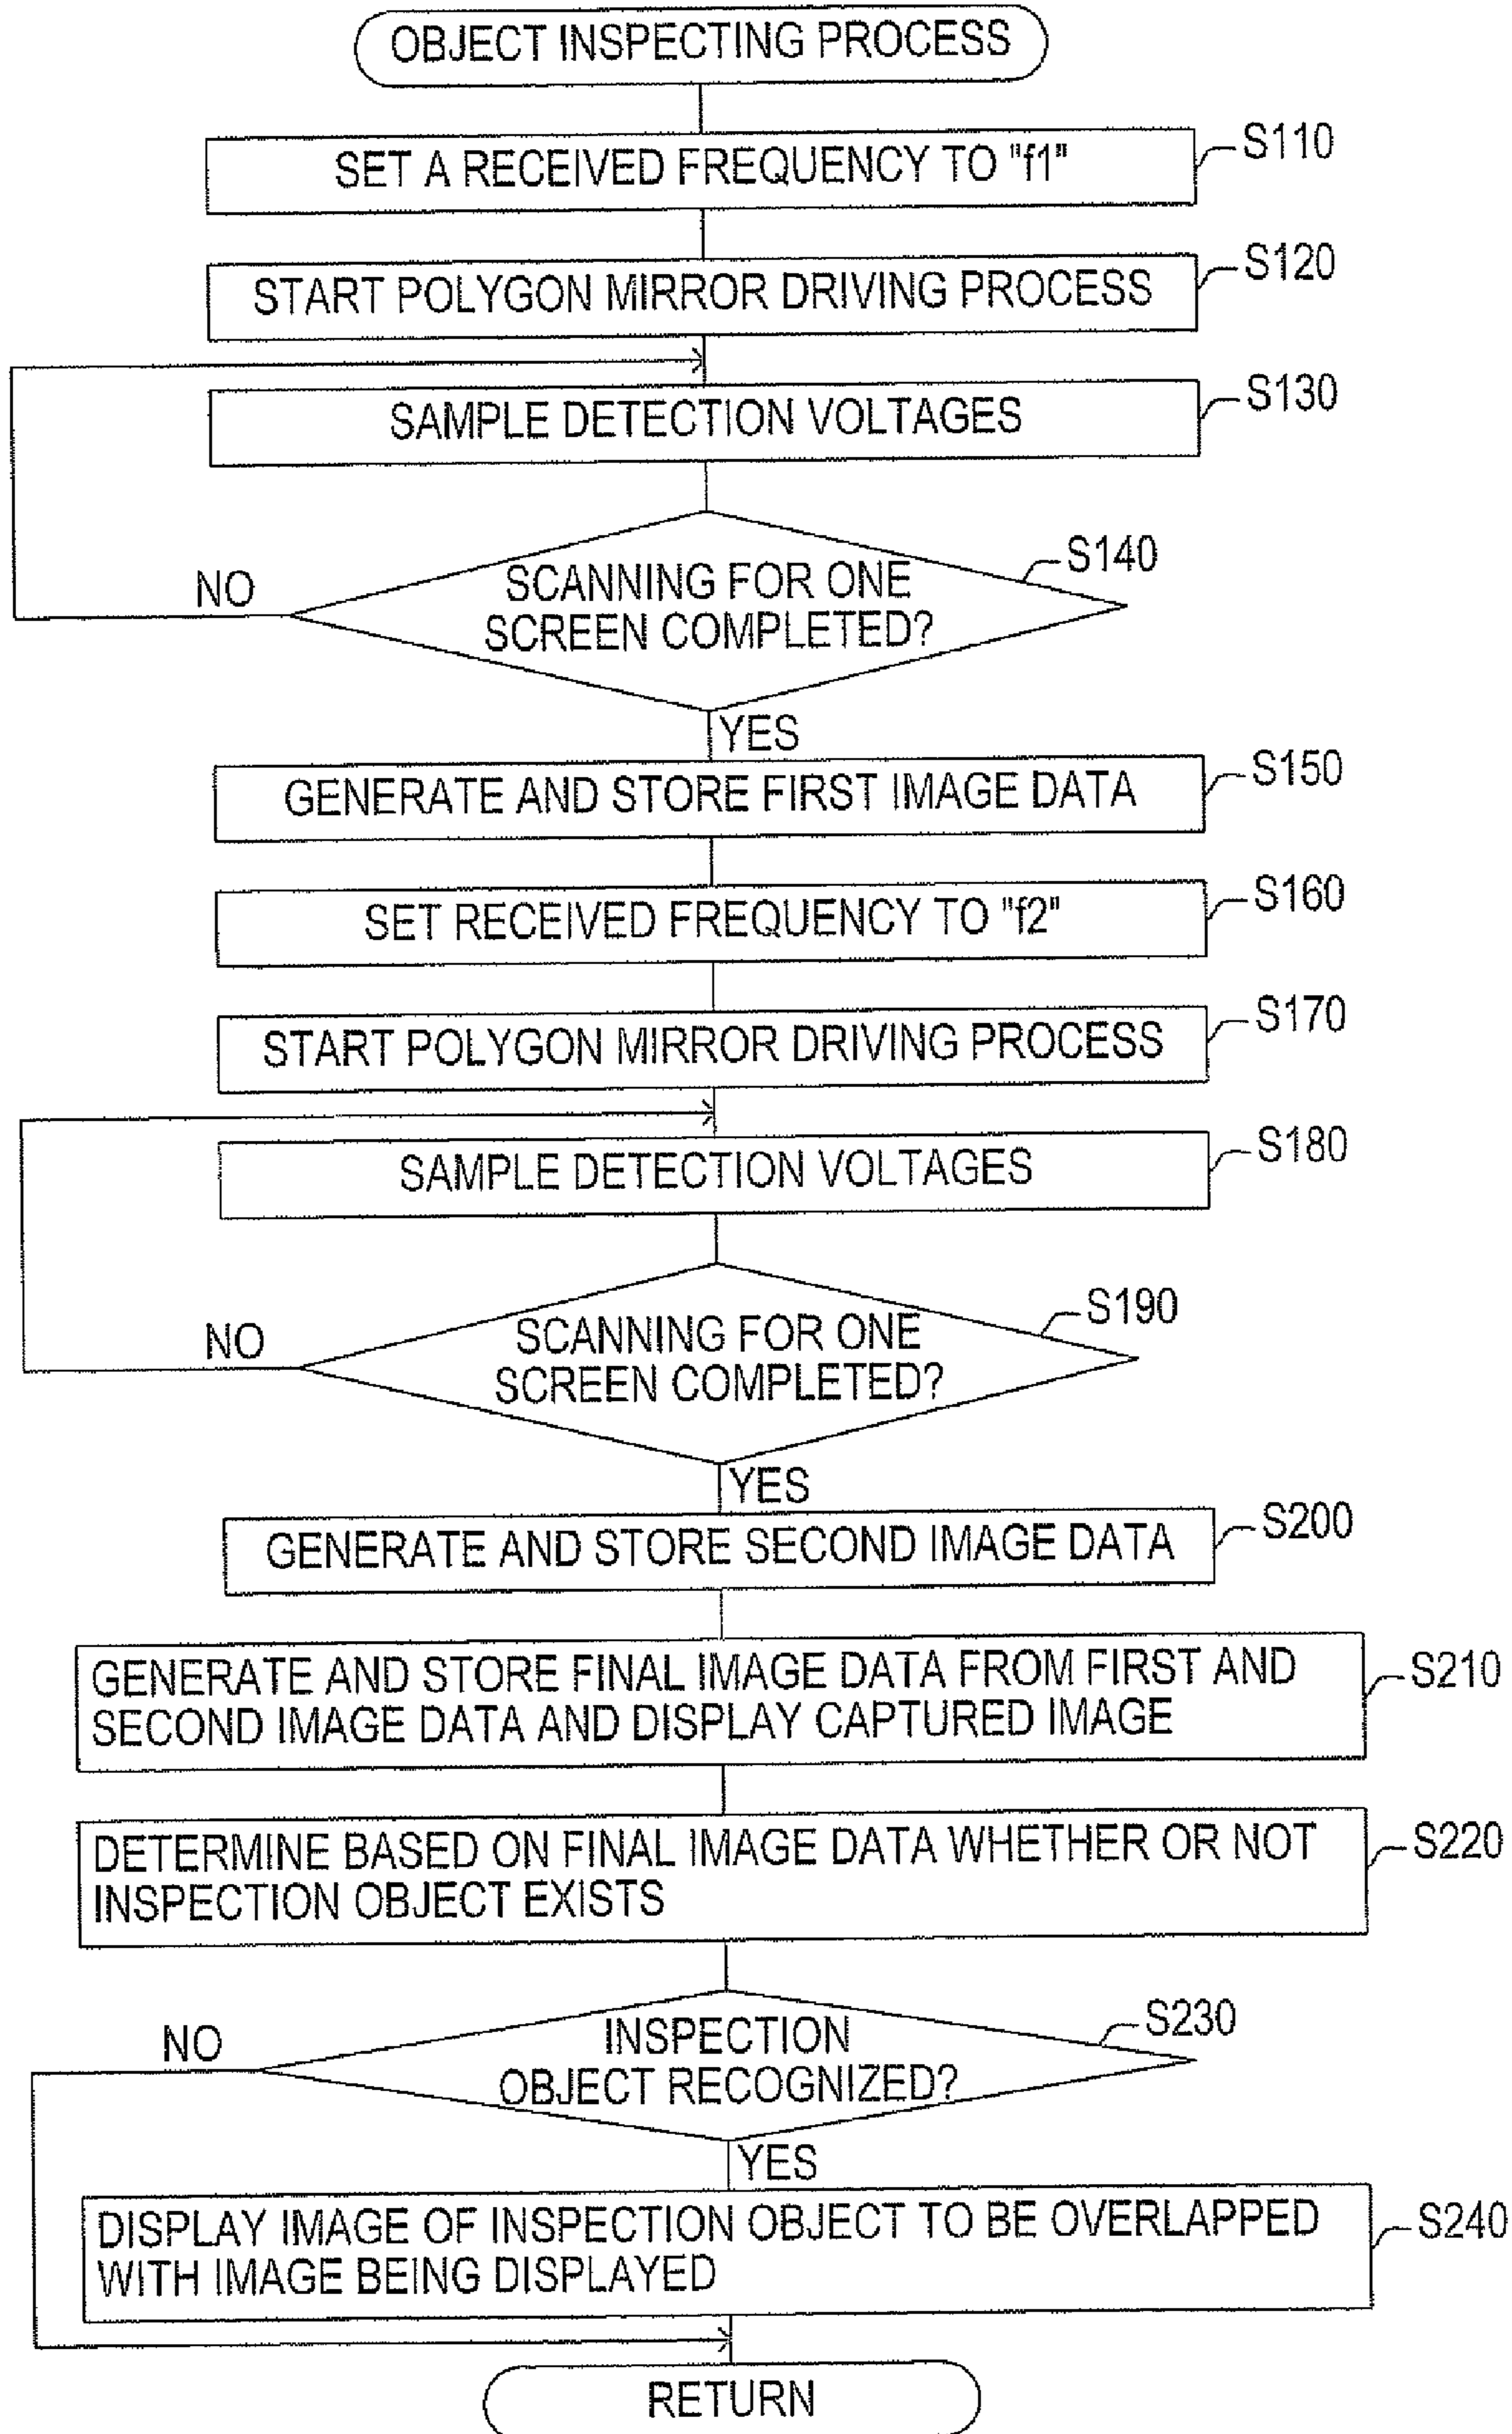 OBJECT INSPECTING PROCESS
SET A RECEIVED FREQUENCY TO "f1"
S110
START POLYGON MIRROR DRIVING PROCESS
S120
SAMPLE DETECTION VOLTAGES
S130
SCANNING FOR ONE
SCREEN COMPLETED?
S140
NO
YES
GENERATE AND STORE FIRST IMAGE DATA
S150
SET RECEIVED FREQUENCY TO "f2"
S160
START POLYGON MIRROR DRIVING PROCESS
S170
SAMPLE DETECTION VOLTAGES
S180
SCANNING FOR ONE
SCREEN COMPLETED?
S190
NO
YES
GENERATE AND STORE SECOND IMAGE DATA
S200
GENERATE AND STORE FINAL IMAGE DATA FROM FIRST AND
SECOND IMAGE DATA AND DISPLAY CAPTURED IMAGE
S210
DETERMINE BASED ON FINAL IMAGE DATA WHETHER OR NOT
INSPECTION OBJECT EXISTS
S220
INSPECTION
OBJECT RECOGNIZED?
S230
NO
YES
DISPLAY IMAGE OF INSPECTION OBJECT TO BE OVERLAPPED
WITH IMAGE BEING DISPLAYED
S240
RETURN